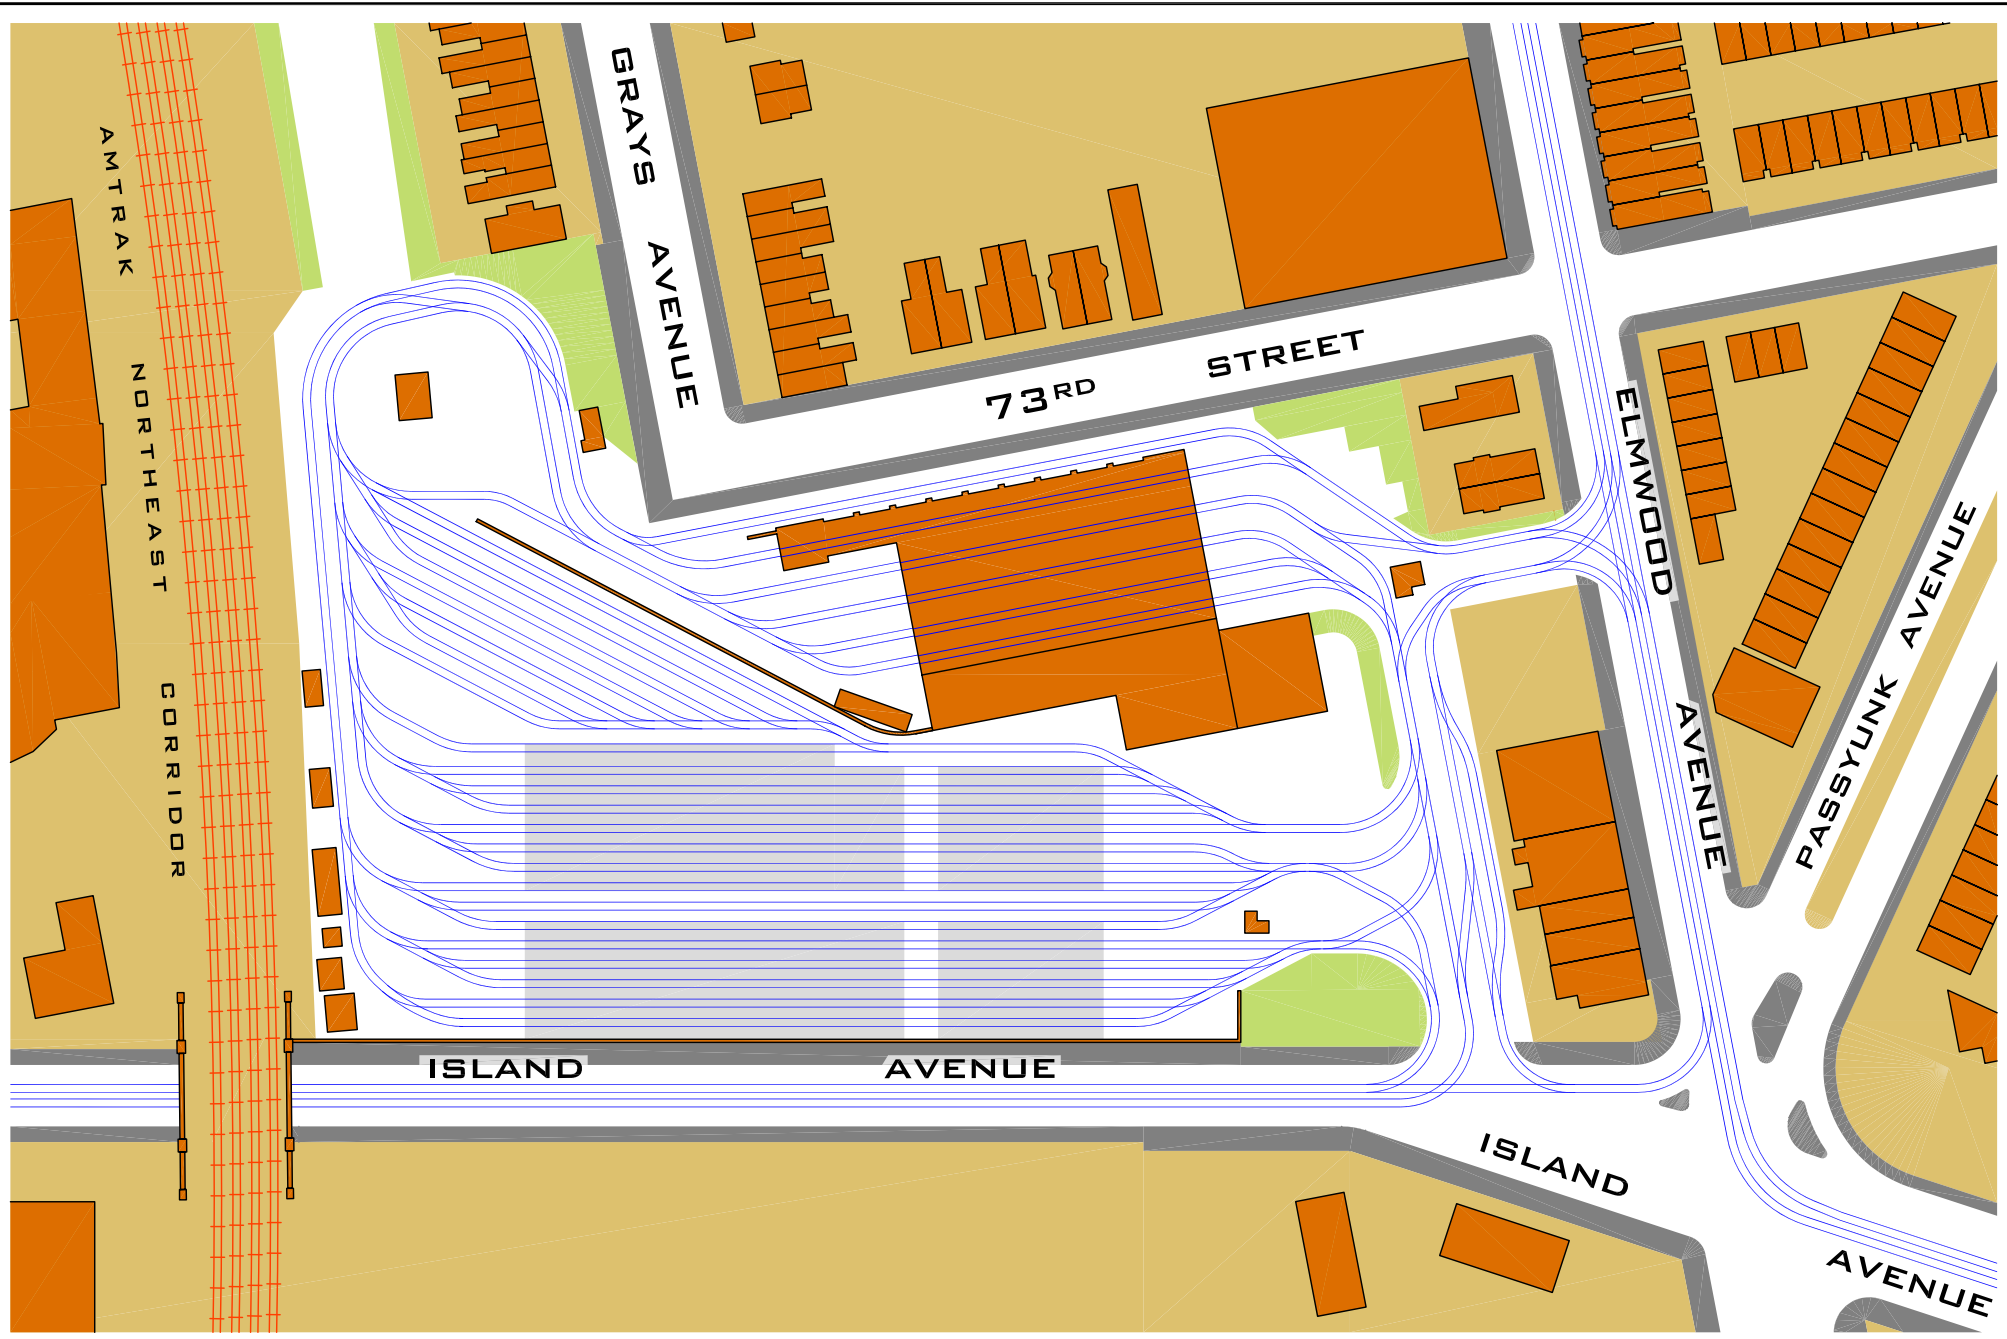 GRAYS
AVENUE
AMTRAK
NORTHEAST
CORRIDOR
73RD
STREET
ELMWOOD
AVENUE
PASSYUNK
AVENUE
ISLAND
AVENUE
ISLAND
AVENUE